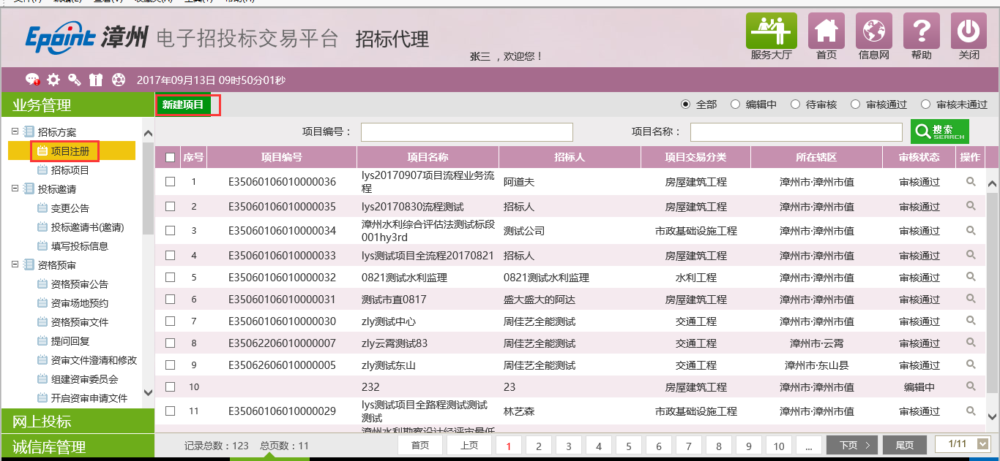 Epoint 漳州 电子招投标交易平台 招标代理
张三 ，欢迎您！
服务大厅 首页 信息网 帮助 关闭
2017年09月13日 09时50分01秒
业务管理
招标方案
项目注册
招标项目
投标邀请
变更公告
投标邀请书(邀请)
填写投标信息
资格预审
资格预审公告
资审场地预约
资格预审文件
提问回复
资审文件澄清和修改
组建资审委员会
开启资审申请文件
网上投标
诚信库管理
新建项目 全部 编辑中 待审核 审核通过 审核未通过
项目编号： 项目名称： 搜索 SEARCH
序号 项目编号 项目名称 招标人 项目交易分类 所在辖区 审核状态 操作
1 E35060106010000036 lys20170907项目流程业务流程 阿道夫 房屋建筑工程 漳州市·漳州市值 审核通过
2 E35060106010000035 lys20170830流程测试 招标人 房屋建筑工程 漳州市·漳州市值 审核通过
3 E35060106010000034 漳州水利综合评估法测试标段001hy3rd 测试公司 市政基础设施工程 漳州市·漳州市值 审核通过
4 E35060106010000033 lys测试项目全流程20170821 招标人 房屋建筑工程 漳州市·漳州市值 审核通过
5 E35060106010000032 0821测试水利监理 0821测试水利监理 水利工程 漳州市·漳州市值 审核通过
6 E35060106010000031 测试市直0817 盛大盛大的阿达 房屋建筑工程 漳州市·漳州市值 审核通过
7 E35060106010000030 zly测试中心 周佳艺全能测试 交通工程 漳州市·漳州市值 审核通过
8 E35062206010000007 zly云霄测试83 周佳艺全能测试 交通工程 漳州市·云霄 审核通过
9 E35062606010000005 zly测试东山 周佳艺全能测试 交通工程 漳州市·东山县 审核通过
10 232 23 房屋建筑工程 漳州市·漳州市值 编辑中
11 E35060106010000029 lys测试项目全路程测试测试测试 林艺森 市政基础设施工程 漳州市·漳州市值 审核通过
漳州水利勘察设计经评审最低
记录总数：123 总页数：11 首页 上页 1 2 3 4 5 6 7 8 9 10 ... 下页 尾页 1/11